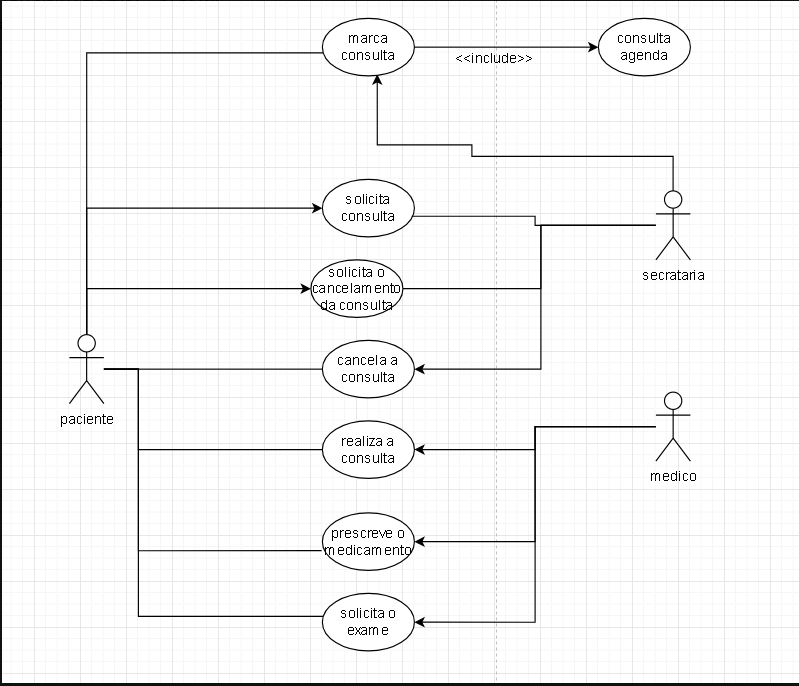 marca
consulta
<<include>>
consulta
agenda
solicita
consulta
secrataria
solicita o
cancelamento
da consulta
cancela a
consulta
paciente
realiza a
consulta
medico
prescreve o
medicamento
solicita o
exame